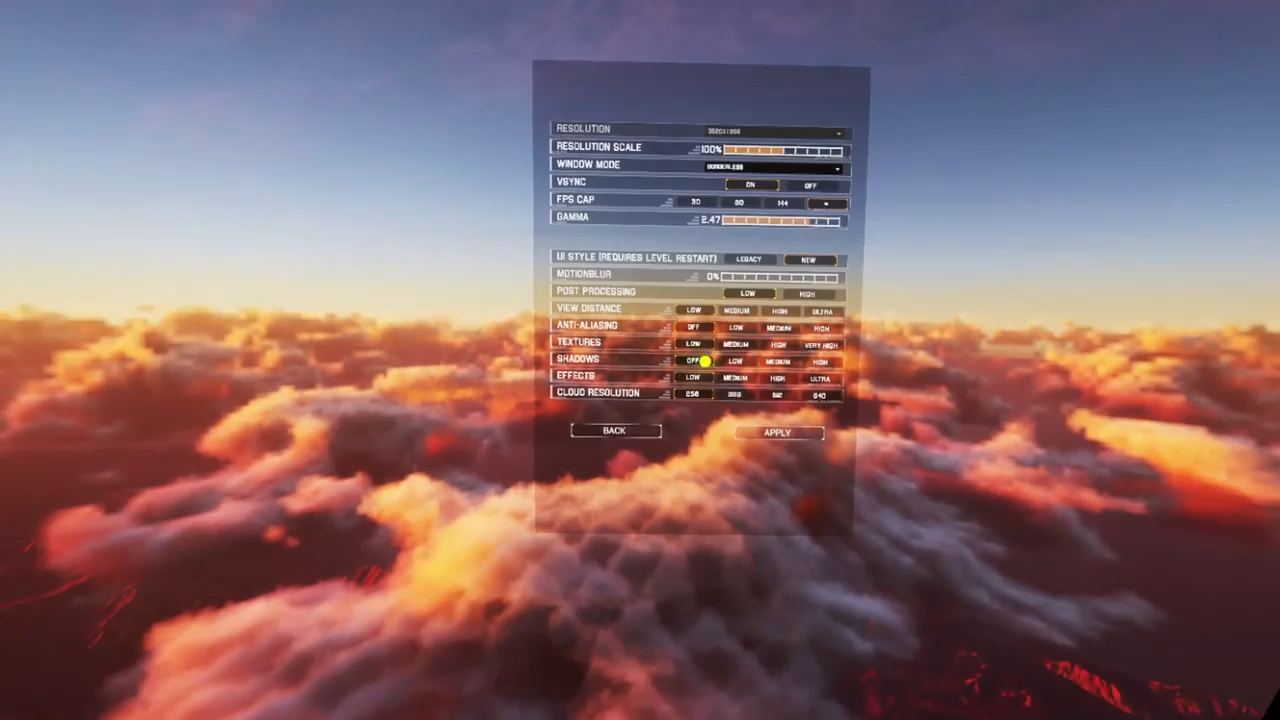 RESOLUTION
RESOLUTION SCALE 100%
WINDOW MODE BORDERLESS
VSYNC ON OFF
FPS CAP 30 60 144
GAMMA 2.47
UI STYLE (REQUIRES LEVEL RESTART) LEGACY NEW
MOTIONBLUR 0%
POST PROCESSING LOW HIGH
VIEW DISTANCE LOW MEDIUM HIGH ULTRA
ANTI-ALIASING OFF LOW MEDIUM HIGH
TEXTURES LOW MEDIUM HIGH VERY HIGH
SHADOWS OFF LOW MEDIUM HIGH
EFFECTS LOW MEDIUM HIGH ULTRA
CLOUD RESOLUTION 256 512 640
BACK APPLY